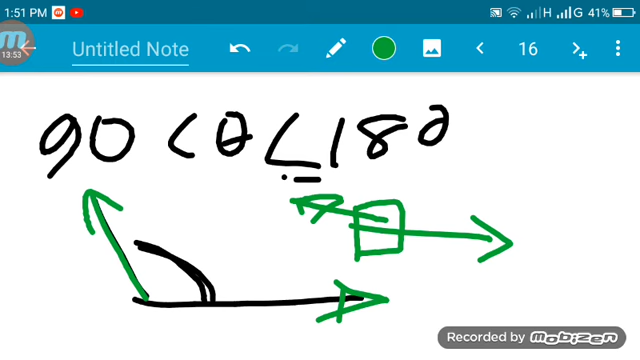 1:51 PM H G 41%
13:53
Untitled Note 16
90 < θ ≤ 180
Recorded by mobizen